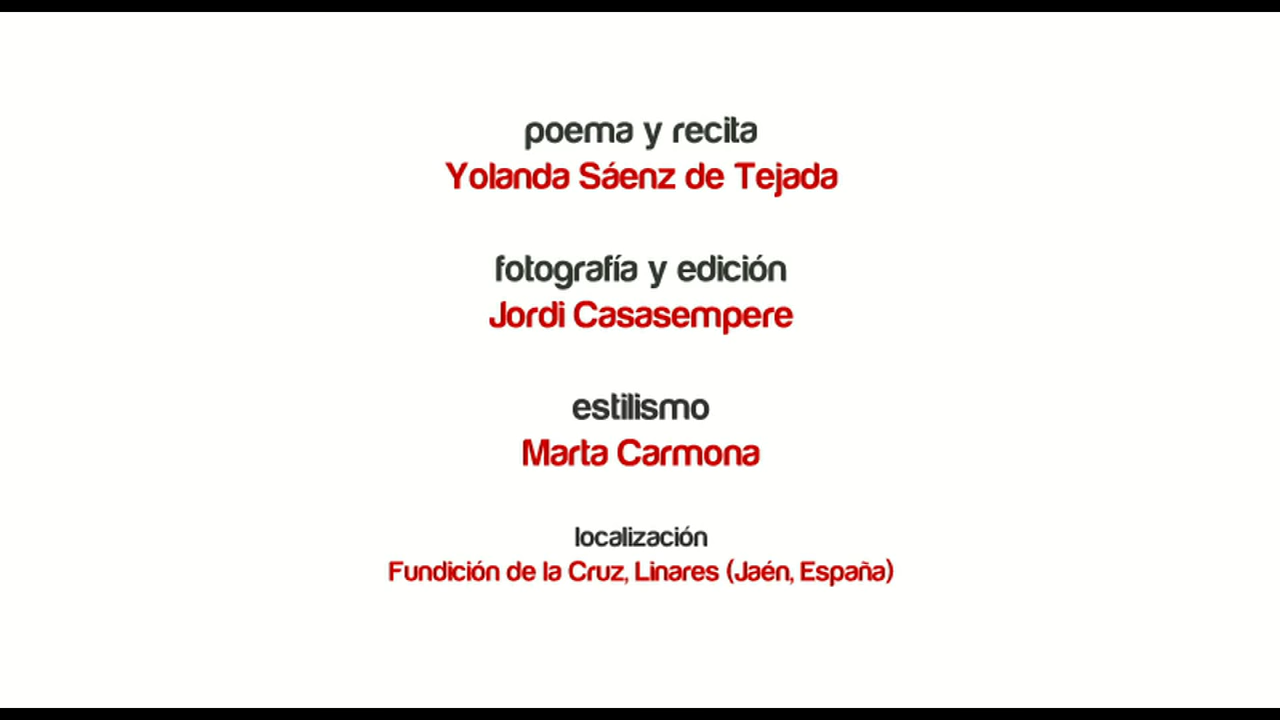 poema y recita
Yolanda Sáenz de Tejada
fotografía y edición
Jordi Casasempere
estilismo
Marta Carmona
localización
Fundición de la Cruz, Linares (Jaén, España)